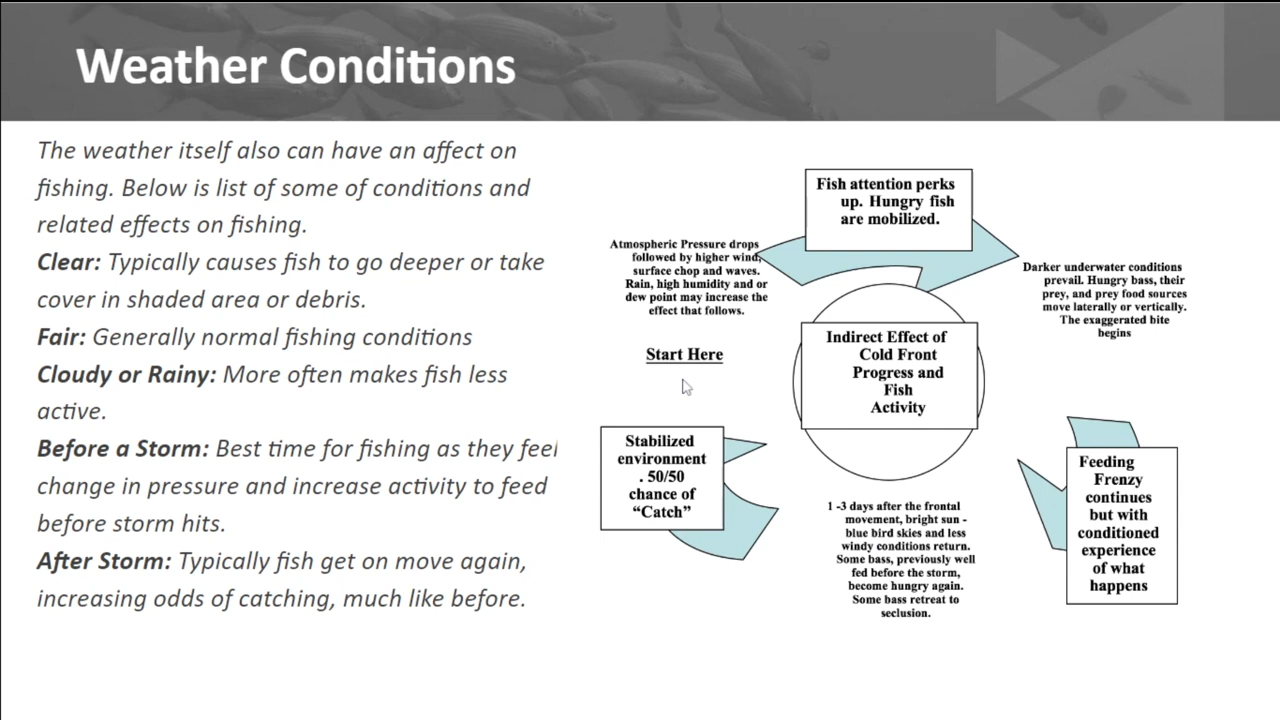 Weather Conditions
The weather itself also can have an affect on
fishing. Below is list of some of conditions and
related effects on fishing.
Clear: Typically causes fish to go deeper or take
cover in shaded area or debris.
Fair: Generally normal fishing conditions
Cloudy or Rainy: More often makes fish less
active.
Before a Storm: Best time for fishing as they feel
change in pressure and increase activity to feed
before storm hits.
After Storm: Typically fish get on move again,
increasing odds of catching, much like before.
Fish attention perks
up. Hungry fish
are mobilized.
Atmospheric Pressure drops
followed by higher wind,
surface chop and waves.
Rain, high humidity and or
dew point may increase the
effect that follows.
Start Here
Darker underwater conditions
prevail. Hungry bass, their
prey, and prey food sources
move laterally or vertically.
The exaggerated bite
begins
Indirect Effect of
Cold Front
Progress and
Fish
Activity
Stabilized
environment
. 50/50
chance of
“Catch”
1 -3 days after the frontal
movement, bright sun -
blue bird skies and less
windy conditions return.
Some bass, previously well
fed before the storm,
become hungry again.
Some bass retreat to
seclusion.
Feeding
Frenzy
continues
but with
conditioned
experience
of what
happens